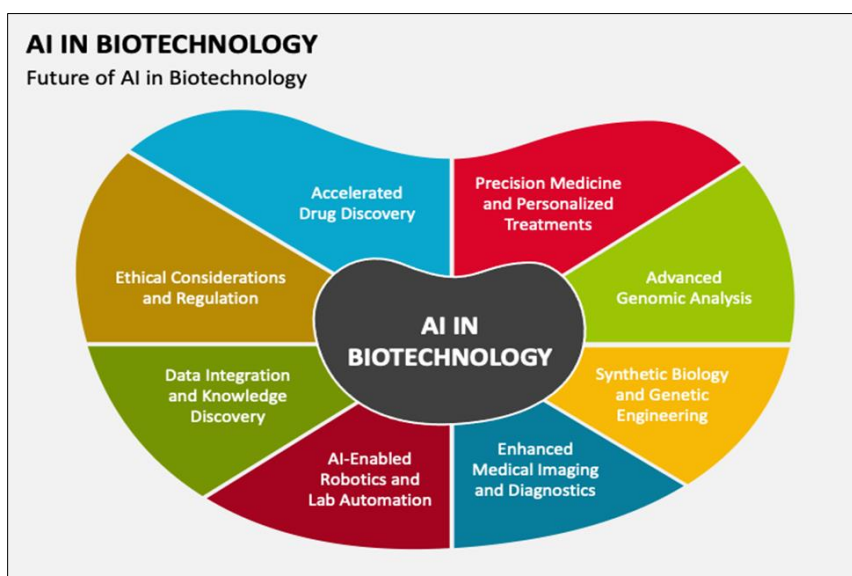 AI IN BIOTECHNOLOGY
Future of AI in Biotechnology
Accelerated
Drug Discovery
Precision Medicine
and Personalized
Treatments
Ethical Considerations
and Regulation
Advanced
Genomic Analysis
AI IN
BIOTECHNOLOGY
Data Integration
and Knowledge
Discovery
Synthetic Biology
and Genetic
Engineering
AI-Enabled
Robotics and
Lab Automation
Enhanced
Medical Imaging
and Diagnostics